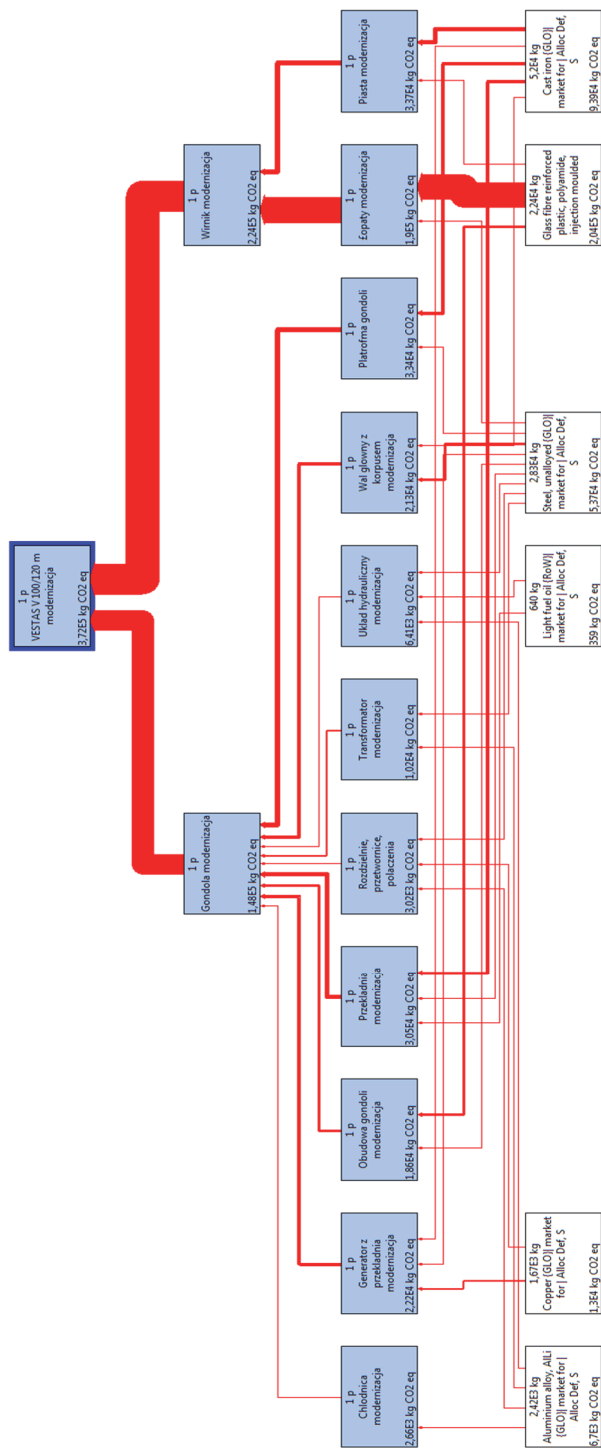 1 p
VESTAS V 100/120 m
modernizacja
3,72E5 kg CO2 eq
1 p
Gondola modernizacja
1,48E5 kg CO2 eq
1 p
Wirnik modernizacja
2,24E5 kg CO2 eq
1 p
Chlodnica
modernizacja
2,66E3 kg CO2 eq
1 p
Generator z
przekladnia
modernizacja
2,22E4 kg CO2 eq
1 p
Obudowa gondoli
modernizacja
1,86E4 kg CO2 eq
1 p
Przekladnia
modernizacja
3,05E4 kg CO2 eq
1 p
Rozdzielnie,
przetwornice,
polaczenia
3,02E3 kg CO2 eq
1 p
Transformator
modernizacja
1,02E4 kg CO2 eq
1 p
Uklad hydrauliczny
modernizacja
6,41E3 kg CO2 eq
1 p
Wal glowny z
korpusem
modernizacja
2,13E4 kg CO2 eq
1 p
Platrofma gondoli
3,34E4 kg CO2 eq
1 p
£opaty modernizacja
1,9E5 kg CO2 eq
1 p
Piasta modernizacja
3,37E4 kg CO2 eq
2,42E3 kg
Aluminium alloy, AlLi
{GLO}| market for |
Alloc Def, S
6,7E3 kg CO2 eq
1,67E3 kg
Copper {GLO}| market
for | Alloc Def, S
1,3E4 kg CO2 eq
640 kg
Light fuel oil {RoW}|
market for | Alloc Def,
S
359 kg CO2 eq
2,83E4 kg
Steel, unalloyed {GLO}|
market for | Alloc Def,
S
5,37E4 kg CO2 eq
2,24E4 kg
Glass fibre reinforced
plastic, polyamide,
injection moulded
2,04E5 kg CO2 eq
5,2E4 kg
Cast iron {GLO}|
market for | Alloc Def,
S
9,39E4 kg CO2 eq